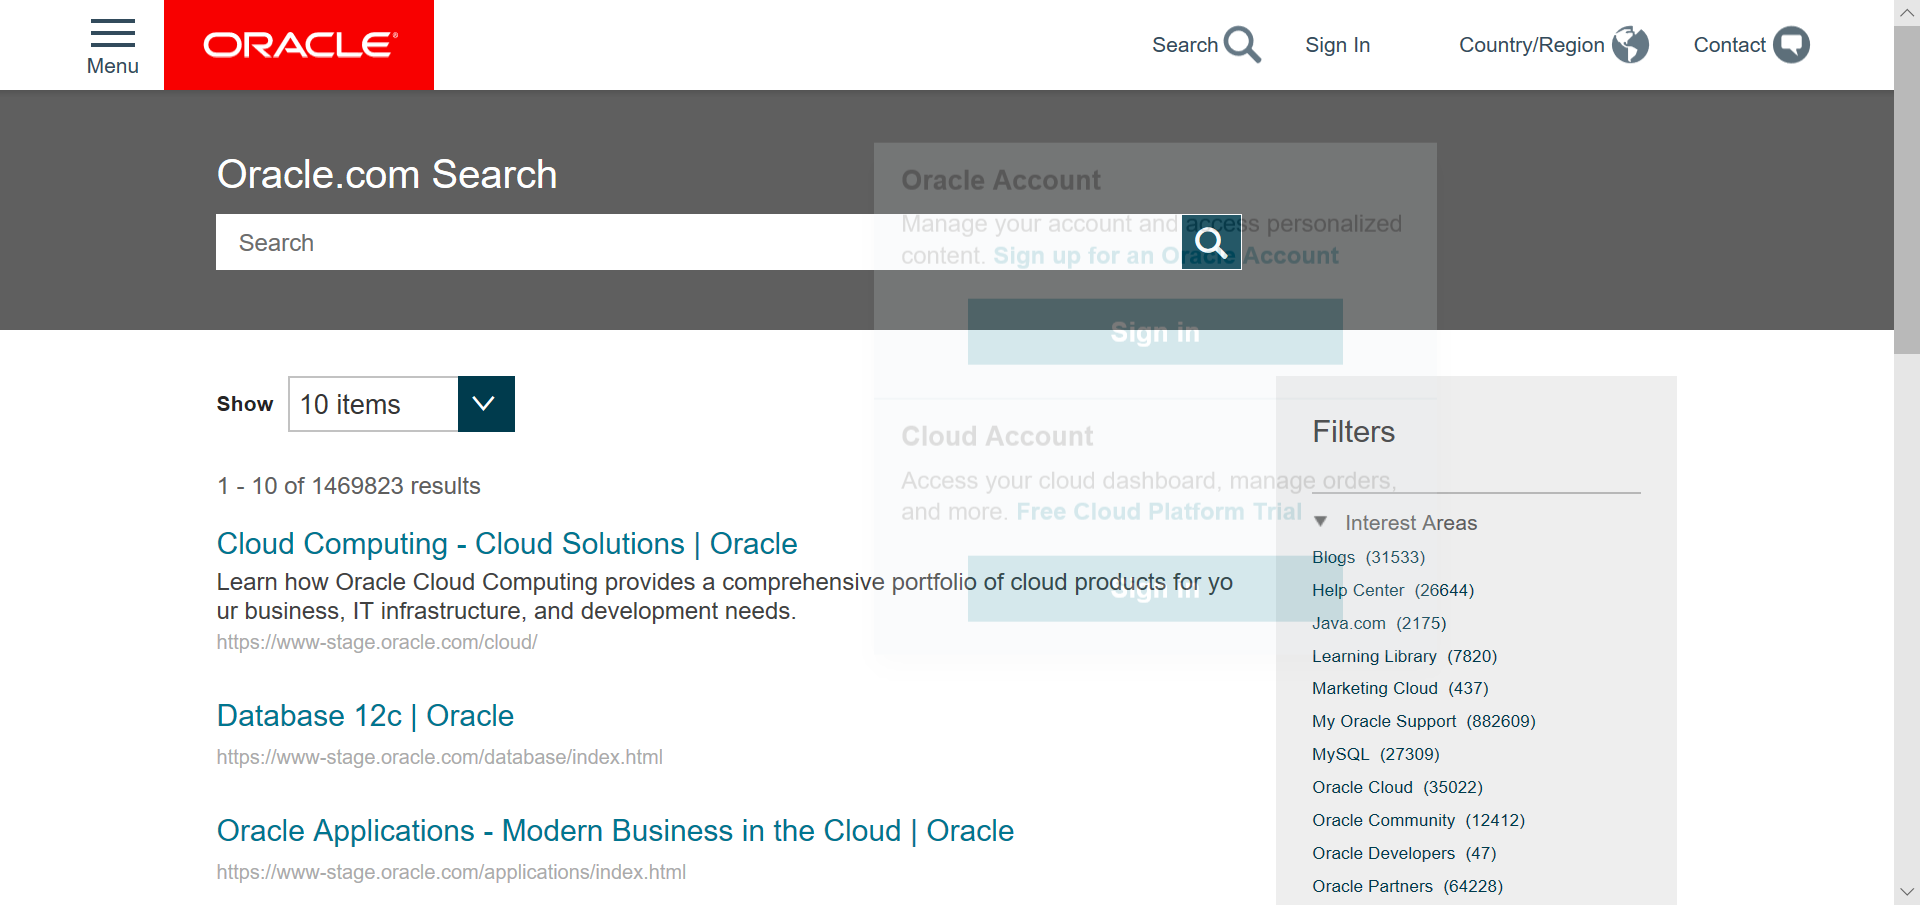 Menu
ORACLE
Search
Sign In
Country/Region
Contact
Oracle.com Search
Search
Oracle Account
Manage your account and access personalized
content. Sign up for an Oracle Account
Sign in
Cloud Account
Access your cloud dashboard, manage orders,
and more. Free Cloud Platform Trial
Sign in
Show
10 items
1 - 10 of 1469823 results
Cloud Computing - Cloud Solutions | Oracle
Learn how Oracle Cloud Computing provides a comprehensive portfolio of cloud products for yo
ur business, IT infrastructure, and development needs.
https://www-stage.oracle.com/cloud/
Database 12c | Oracle
https://www-stage.oracle.com/database/index.html
Oracle Applications - Modern Business in the Cloud | Oracle
https://www-stage.oracle.com/applications/index.html
Filters
Interest Areas
Blogs (31533)
Help Center (26644)
Java.com (2175)
Learning Library (7820)
Marketing Cloud (437)
My Oracle Support (882609)
MySQL (27309)
Oracle Cloud (35022)
Oracle Community (12412)
Oracle Developers (47)
Oracle Partners (64228)